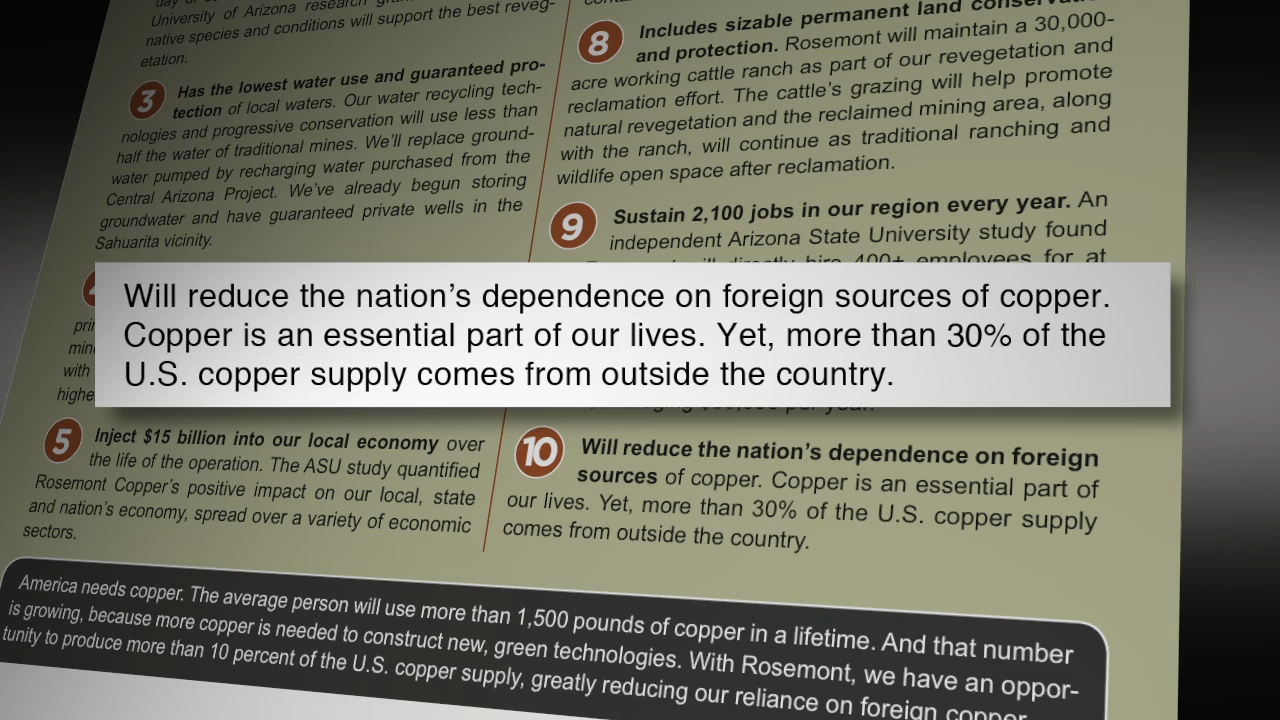 University of Arizona research
native species and conditions will support the best reveg-
etation.
3 Has the lowest water use and guaranteed pro-
tection of local waters. Our water recycling tech-
nologies and progressive conservation will use less than
half the water of traditional mines. We'll replace ground-
water pumped by recharging water purchased from the
Central Arizona Project. We've already begun storing
groundwater and have guaranteed private wells in the
Sahuarita vicinity.
with
5 Inject $15 billion into our local economy over
the life of the operation. The ASU study quantified
Rosemont Copper's positive impact on our local, state
and nation's economy, spread over a variety of economic
sectors.
8 Includes sizable permanent land
and protection. Rosemont will maintain a 30,000-
acre working cattle ranch as part of our revegetation and
reclamation effort. The cattle's grazing will help promote
natural revegetation and the reclaimed mining area, along
with the ranch, will continue as traditional ranching and
wildlife open space after reclamation.
9 Sustain 2,100 jobs in our region every year. An
independent Arizona State University study found
directly hire 400+ employees for at
Will reduce the nation's dependence on foreign sources of copper.
Copper is an essential part of our lives. Yet, more than 30% of the
U.S. copper supply comes from outside the country.
per year.
10 Will reduce the nation's dependence on foreign
sources of copper. Copper is an essential part of
our lives. Yet, more than 30% of the U.S. copper supply
comes from outside the country.
America needs copper. The average person will use more than 1,500 pounds of copper in a lifetime. And that number
is growing, because more copper is needed to construct new, green technologies. With Rosemont, we have an oppor-
tunity to produce more than 10 percent of the U.S. copper supply, greatly reducing our reliance on foreign copper